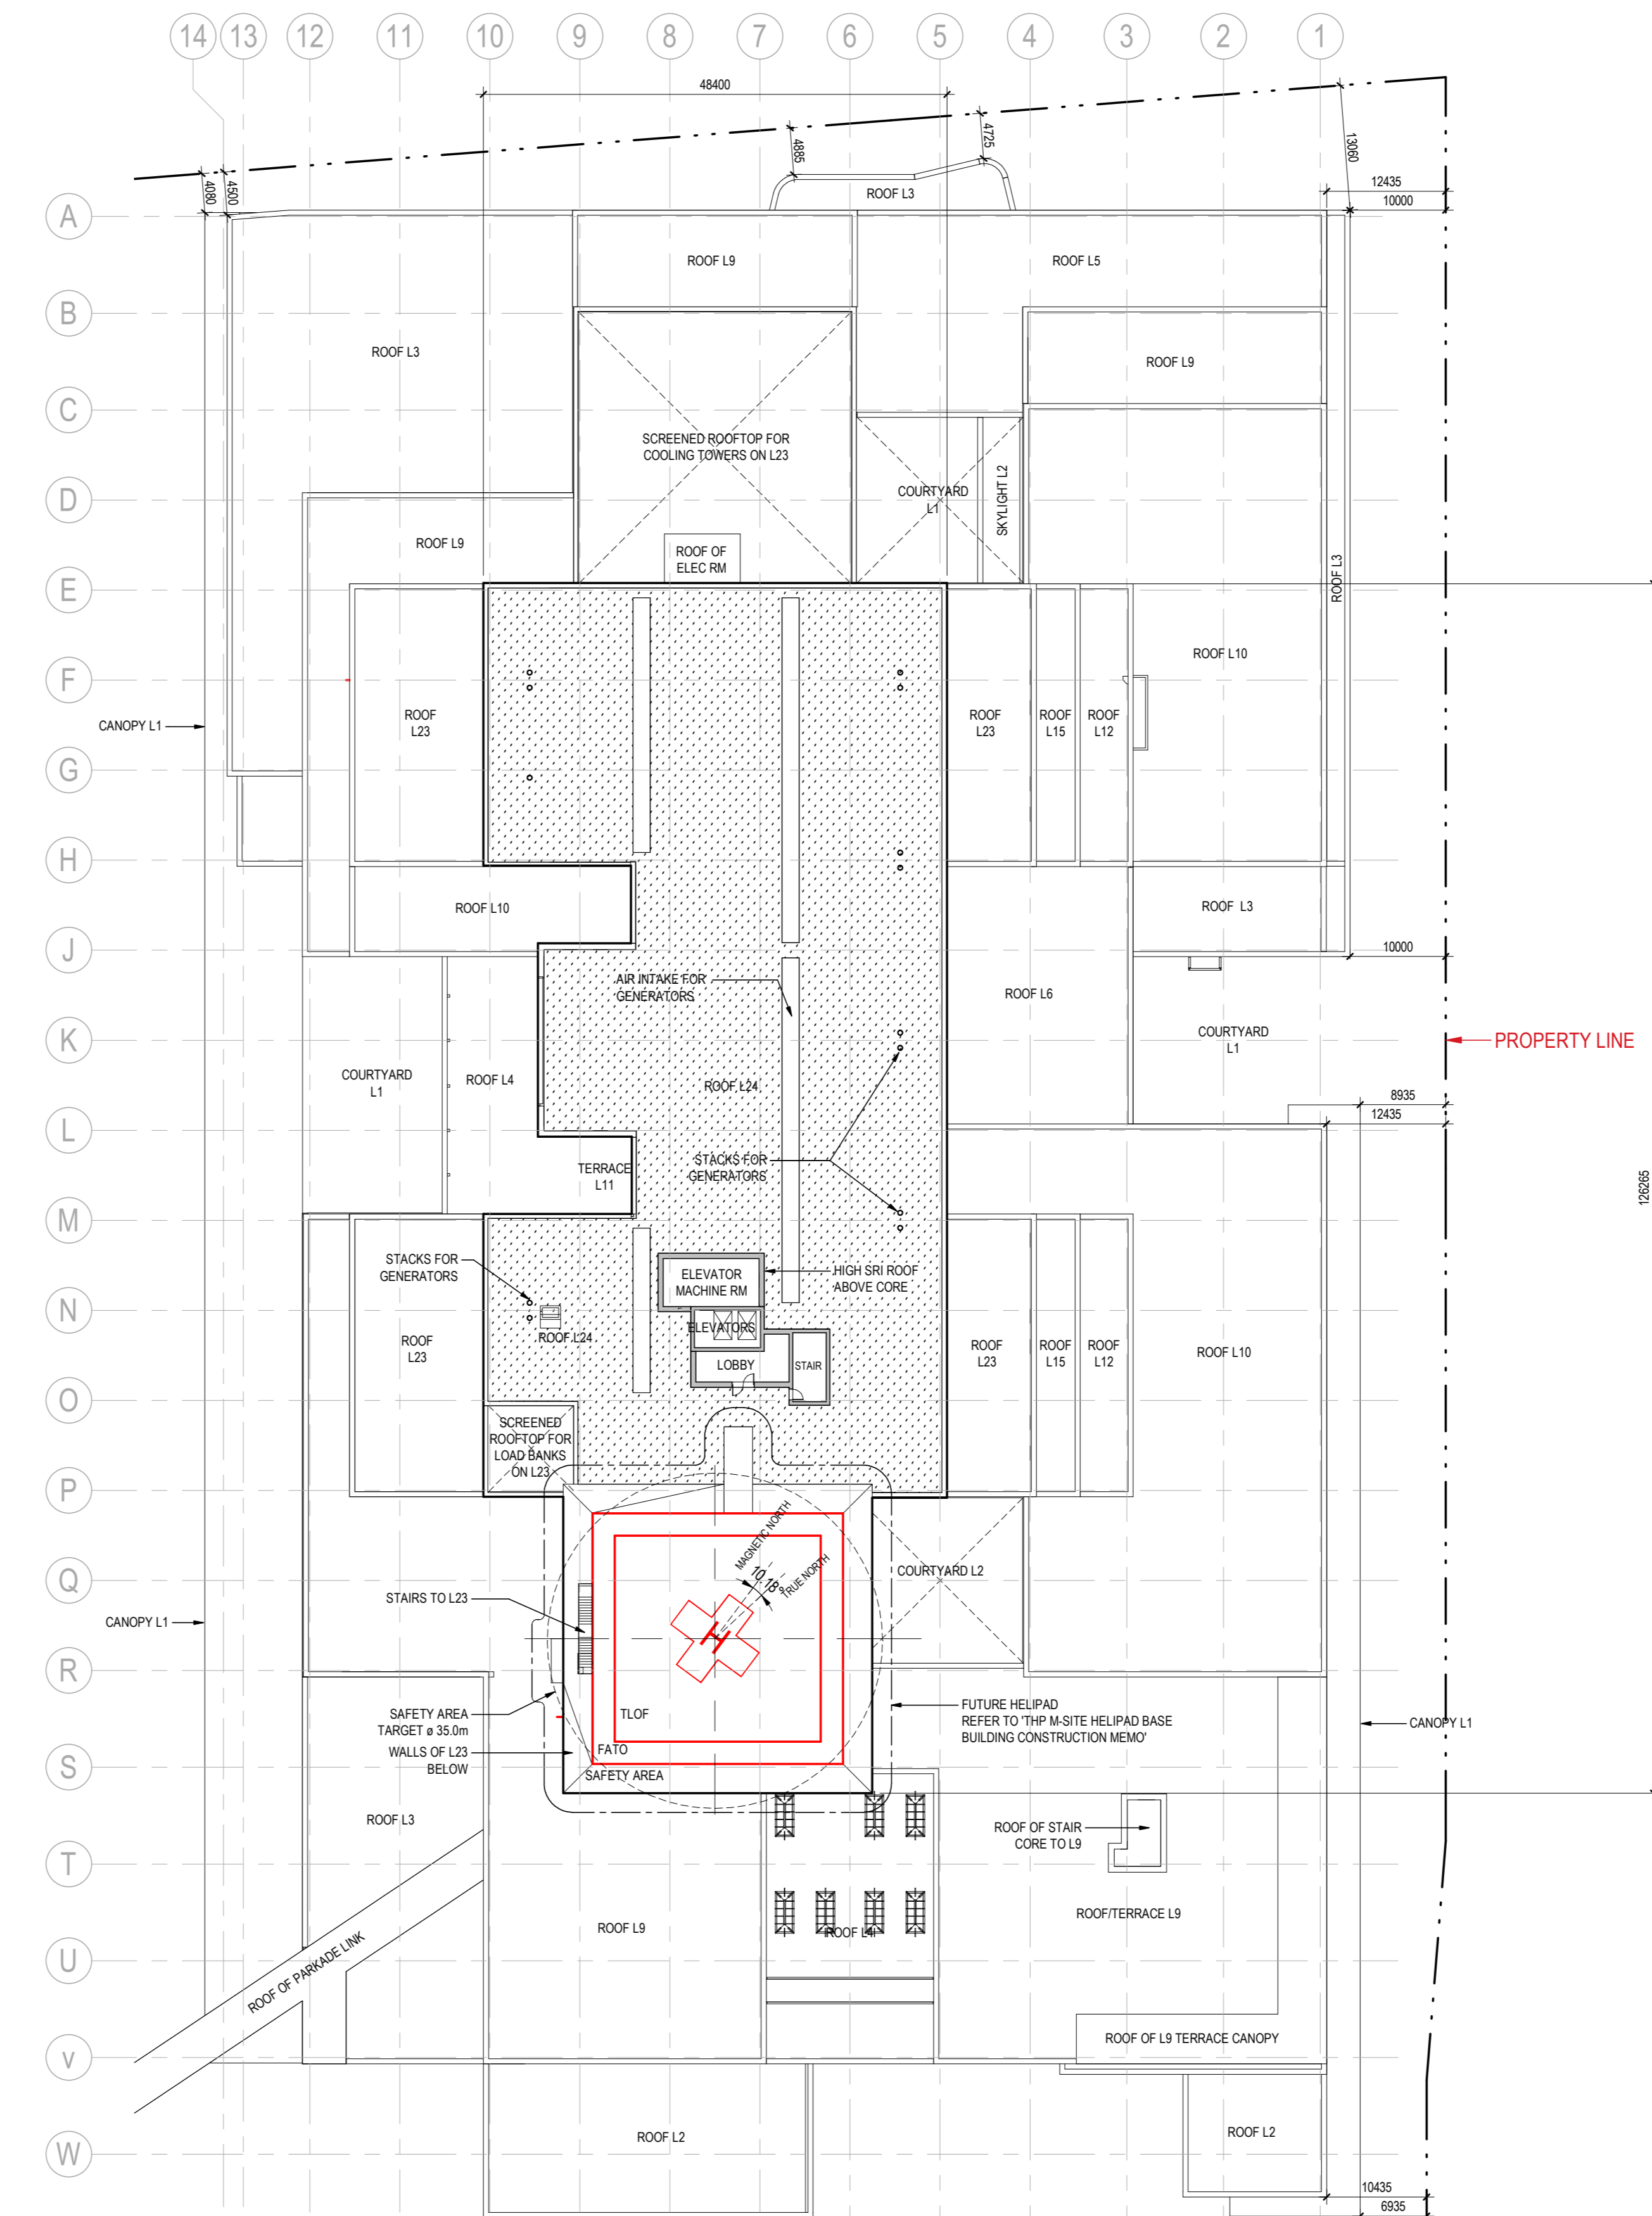 14
13
12
11
10
9
8
7
6
5
4
3
2
1
48400
4885
4725
13060
4080
4500
12435
10000
A
ROOF L3
ROOF L9
ROOF L5
B
ROOF L3
ROOF L9
C
SCREENED ROOFTOP FOR
COOLING TOWERS ON L23
COURTYARD
L1
SKYLIGHT L2
D
ROOF L9
ROOF OF
ELEC RM
ROOF L3
E
ROOF L10
F
CANOPY L1
ROOF
L23
ROOF
L23
ROOF
L15
ROOF
L12
G
H
ROOF L10
ROOF L3
J
10000
AIR INTAKE FOR
GENERATORS
ROOF L6
K
COURTYARD
L1
PROPERTY LINE
COURTYARD
L1
ROOF L4
ROOF L24
8935
12435
L
STACKS FOR
GENERATORS
TERRACE
L11
126265
M
STACKS FOR
GENERATORS
ELEVATOR
MACHINE RM
HIGH SRI ROOF
ABOVE CORE
N
ELEVATORS
ROOF L24
ROOF
L23
LOBBY
STAIR
ROOF
L23
ROOF
L15
ROOF
L12
ROOF L10
O
SCREENED
ROOFTOP FOR
LOAD BANKS
ON L23
P
MAGNETIC NORTH
10.18°
TRUE NORTH
COURTYARD L2
Q
STAIRS TO L23
CANOPY L1
R
SAFETY AREA
TARGET ø 35.0m
TLOF
FUTURE HELIPAD
REFER TO 'THP M-SITE HELIPAD BASE
BUILDING CONSTRUCTION MEMO'
CANOPY L1
H
WALLS OF L23
BELOW
FATO
SAFETY AREA
S
ROOF L3
ROOF OF STAIR
CORE TO L9
T
ROOF L9
ROOF L4
ROOF/TERRACE L9
U
ROOF OF PARKADE LINK
ROOF OF L9 TERRACE CANOPY
v
ROOF L2
ROOF L2
W
10435
6935